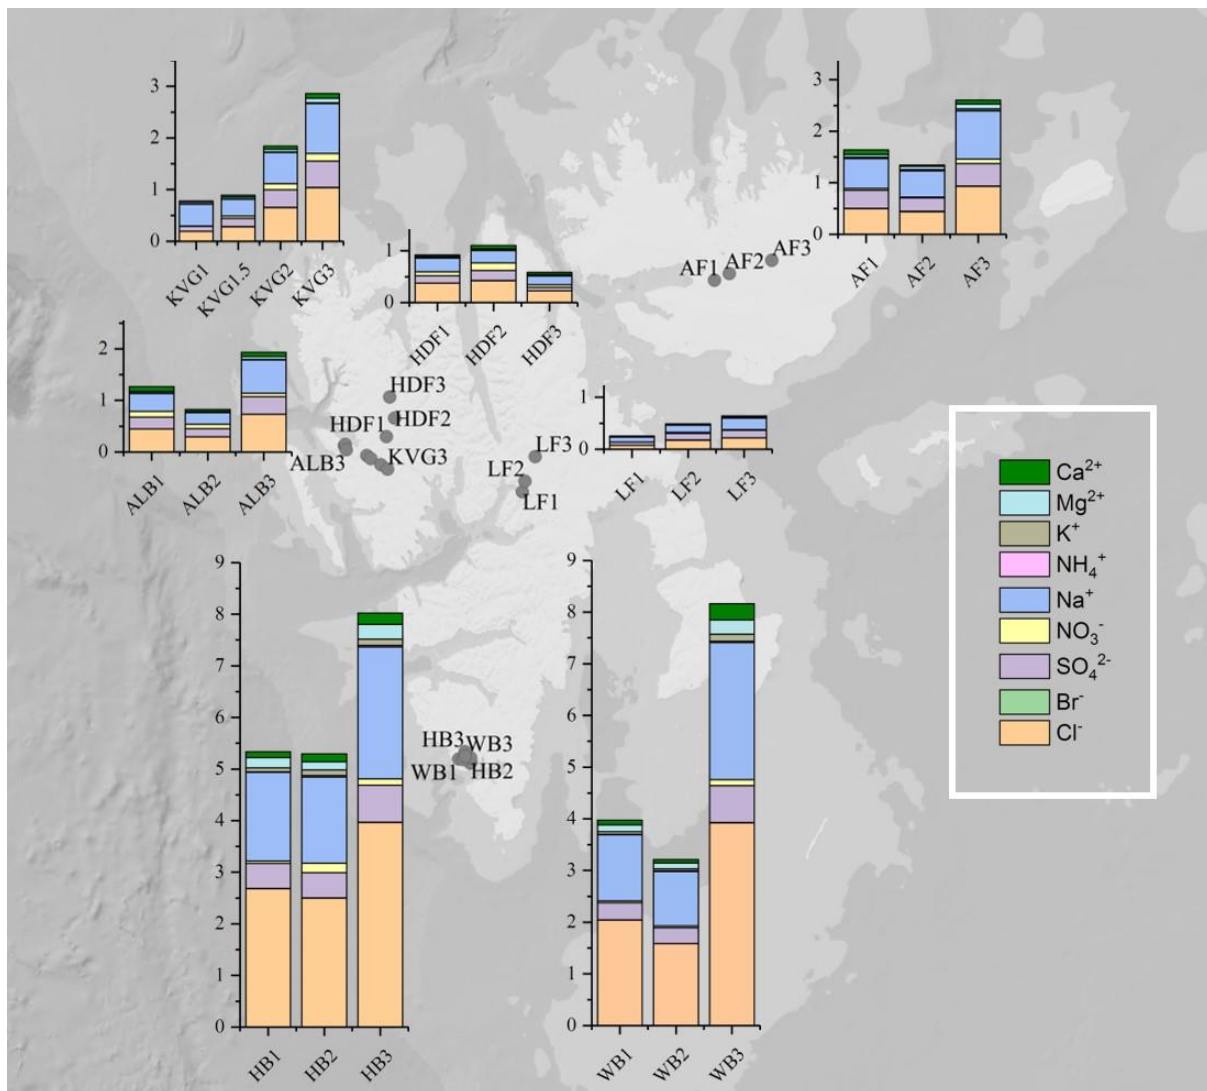 3
2
1
0
KVG1
KVG1.5
KVG2
KVG3
3
2
1
0
AF1
AF2
AF3
1
0
HDF1
HDF2
HDF3
AF1
AF2
AF3
2
1
0
ALB1
ALB2
ALB3
HDF3
HDF2
HDF1
ALB3
KVG3
LF3
LF2
LF1
1
0
LF1
LF2
LF3
Ca²⁺
Mg²⁺
K⁺
NH₄⁺
Na⁺
NO₃⁻
SO₄²⁻
Br⁻
Cl⁻
9
8
7
6
5
4
3
2
1
0
HB1
HB2
HB3
HB3
WB3
WB1
HB2
9
8
7
6
5
4
3
2
1
0
WB1
WB2
WB3